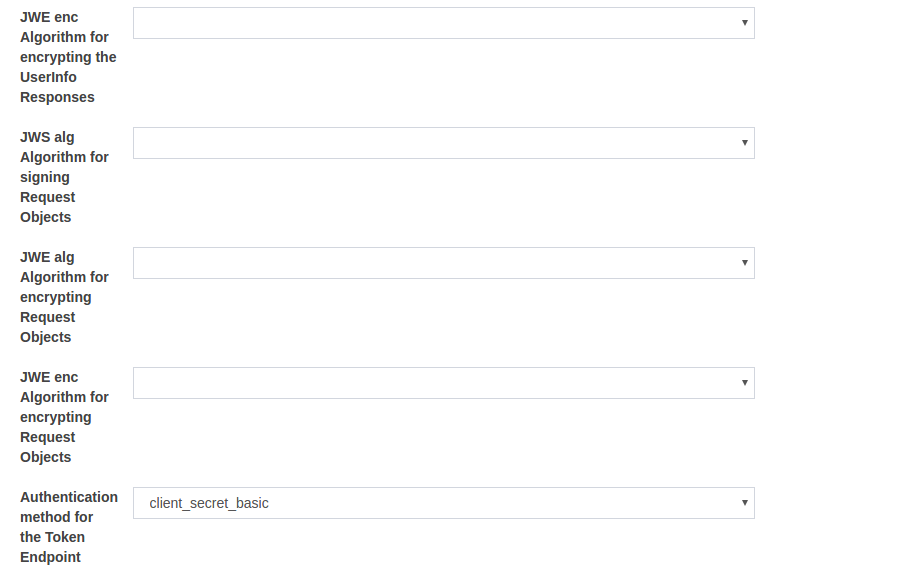 JWE enc
Algorithm for
encrypting the
UserInfo
Responses
JWS alg
Algorithm for
signing
Request
Objects
JWE alg
Algorithm for
encrypting
Request
Objects
JWE enc
Algorithm for
encrypting
Request
Objects
Authentication
method for
the Token
Endpoint
client_secret_basic